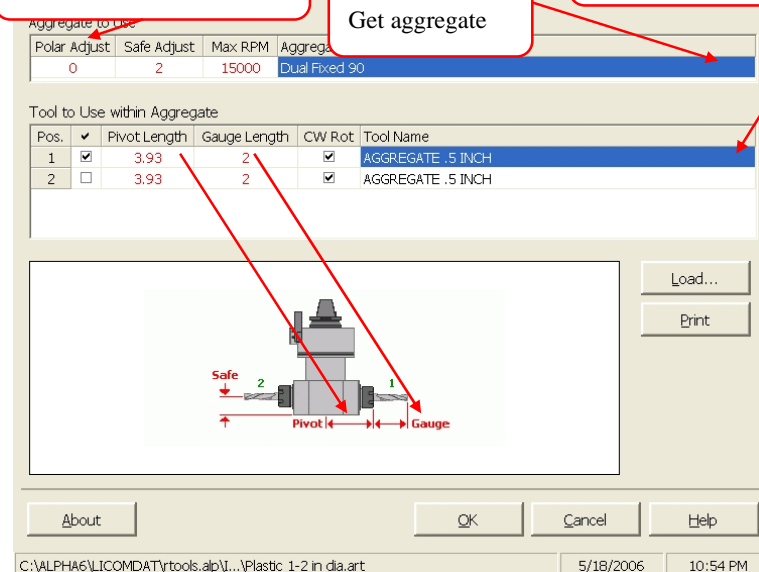 Get aggregate
Aggregate to Use
Polar Adjust Safe Adjust Max RPM
0 2 15000 Dual Fixed 90
Tool to Use within Aggregate
Pos. Pivot Length Gauge Length CW Rot Tool Name
1 3.93 2 AGGREGATE .5 INCH
2 3.93 2 AGGREGATE .5 INCH
Load...
Print
Safe
2 1
Pivot Gauge
About OK Cancel Help
C:\ALPHA6\LICOMDAT\rtools.alp\I...\Plastic 1-2 in dia.art 5/18/2006 10:54 PM